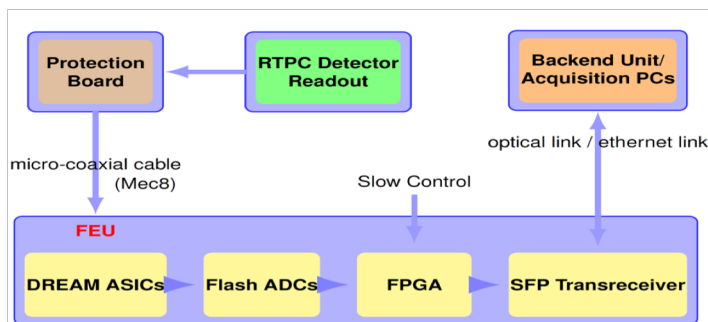 Protection
Board
RTPC Detector
Readout
Backend Unit/
Acquisition PCs
micro-coaxial cable
(Mec8)
optical link / ethernet link
Slow Control
FEU
DREAM ASICs
Flash ADCs
FPGA
SFP Transreceiver